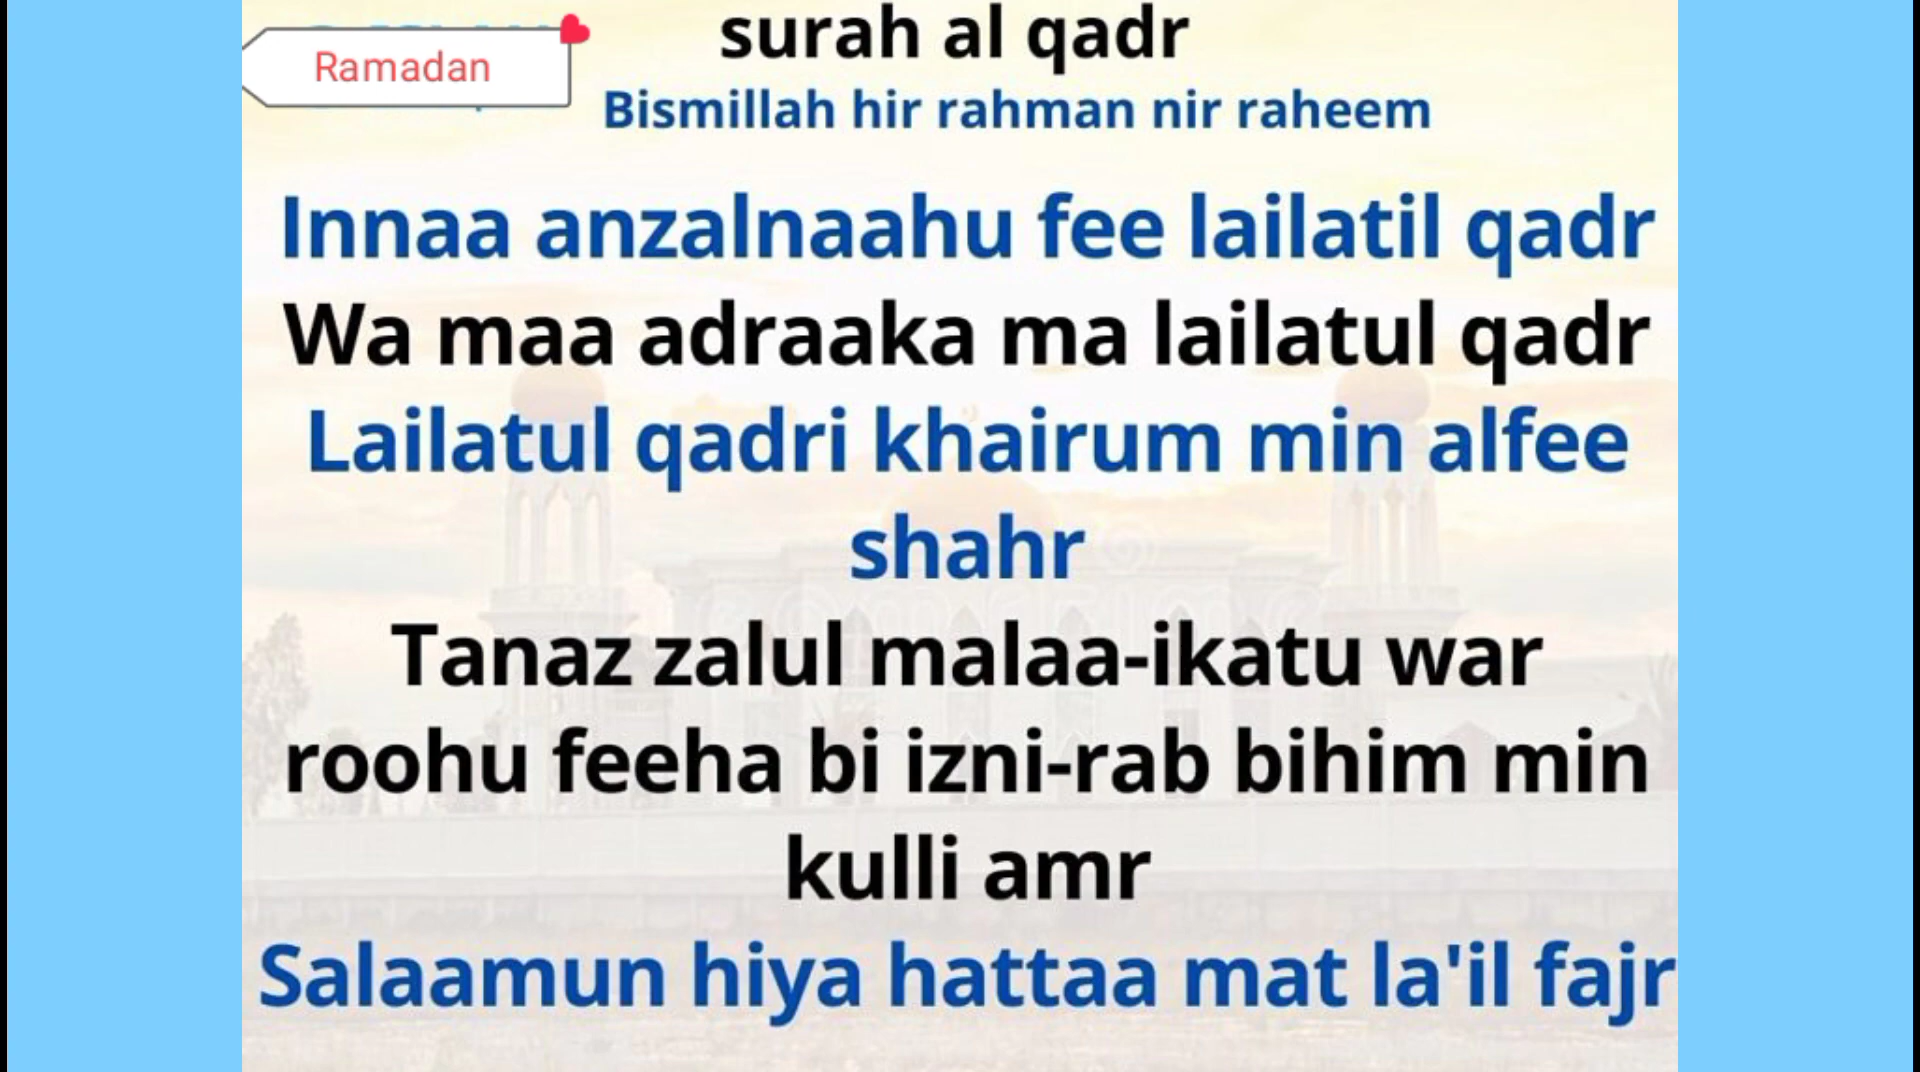 surah al qadr
Ramadan
Bismillah hir rahman nir raheem
Innaa anzalnaahu fee lailatil qadr
Wa maa adraaka ma lailatul qadr
Lailatul qadri khairum min alfee
shahr
Tanaz zalul malaa-ikatu war
roohu feeha bi izni-rab bihim min
kulli amr
Salaamun hiya hattaa mat la'il fajr